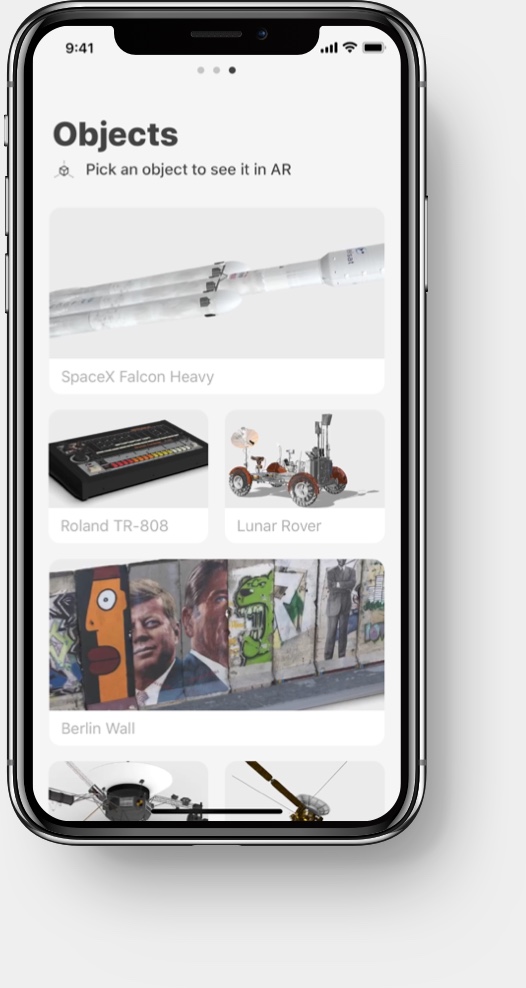 9:41
Objects
Pick an object to see it in AR
SpaceX Falcon Heavy
Roland TR-808
Lunar Rover
Berlin Wall